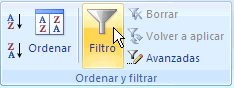 A
Z
Z
A
A Z
Z A
Ordenar
Filtro
Borrar
Volver a aplicar
Avanzadas
Ordenar y filtrar